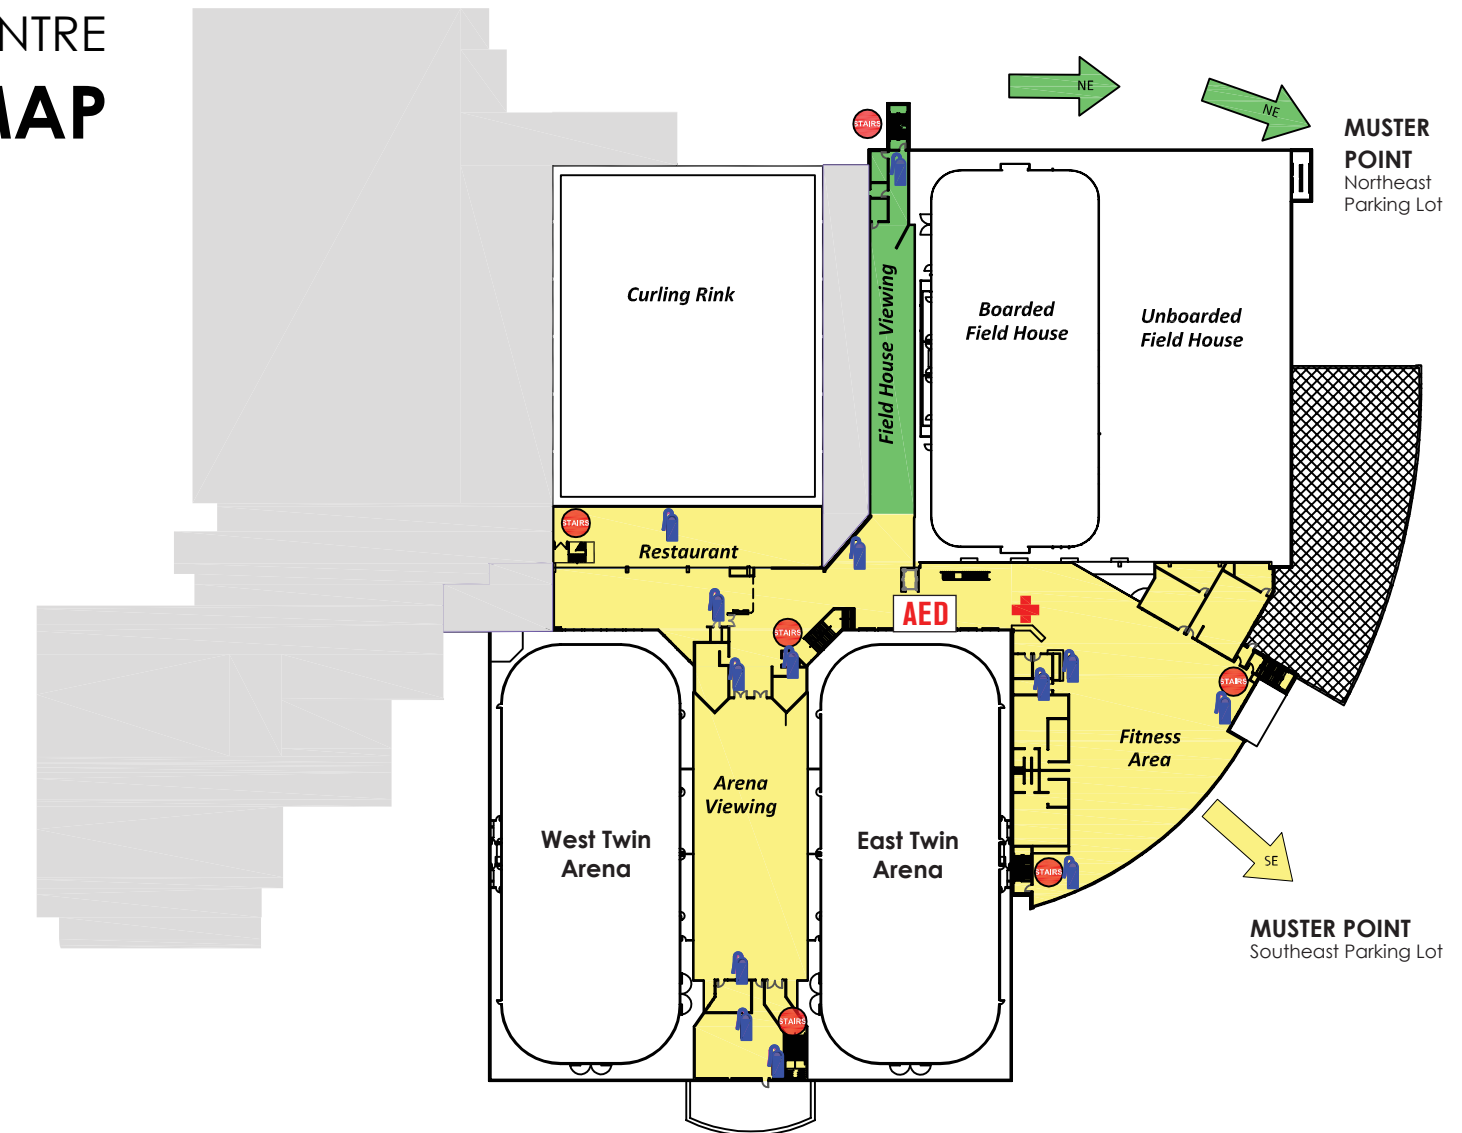 NTRE
MAP
NE
NE
MUSTER
POINT
Northeast
Parking Lot
STAIRS
Curling Rink
Field House Viewing
Boarded
Field House
Unboarded
Field House
STAIRS
Restaurant
AED
STAIRS
STAIRS
Fitness
Area
Arena
Viewing
West Twin
Arena
East Twin
Arena
SE
STAIRS
MUSTER POINT
Southeast Parking Lot
STAIRS